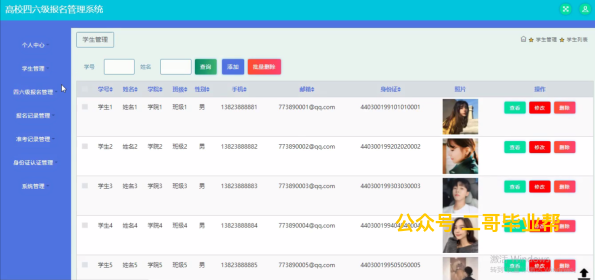 高校四六级报名管理系统
个人中心
学生管理
四六级报名管理
报名记录管理
准考记录管理
身份证认证管理
系统管理
学生管理
学生管理 学生列表
学号 姓名 查询 添加 批量删除
学号 姓名 学院 班级 性别 手机 邮箱 身份证 照片 操作
学生1 姓名1 学院1 班级1 男 13823888881 773890001@qq.com 440300199101010001 查看 修改 删除
学生2 姓名2 学院2 班级2 男 13823888882 773890002@qq.com 440300199202020002 查看 修改 删除
学生3 姓名3 学院3 班级3 男 13823888883 773890003@qq.com 440300199303030003 查看 修改 删除
学生4 姓名4 学院4 班级4 男 13823888884 773890004@qq.com 440300199404040004 查看 修改 删除
公众号:二哥毕业帮
学生5 姓名5 学院5 班级5 男 13823888885 773890005@qq.com 440300199505050005 查看 修改 删除
激活 Windows